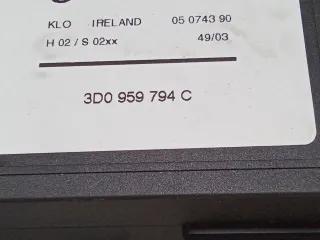 KLO IRELAND 05 0743 90
H 02 / S 02xx 49/03
3D0 959 794 C